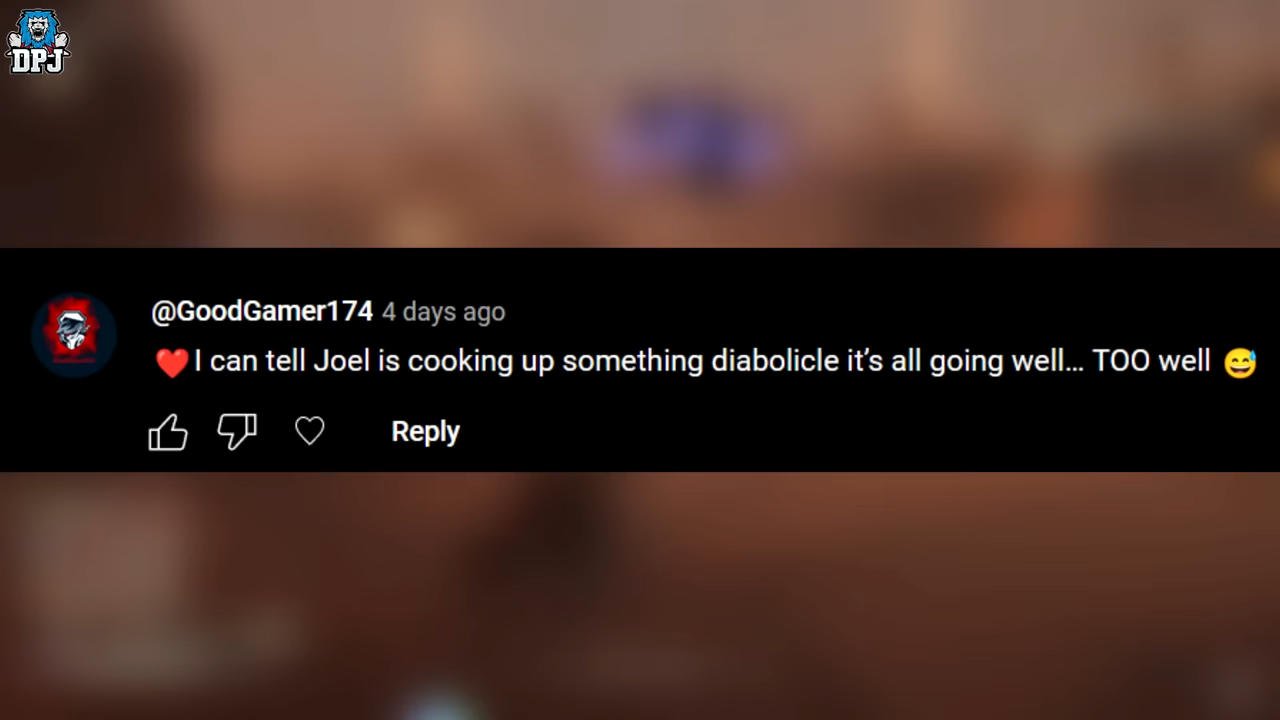 DPJ
@GoodGamer174 4 days ago
❤️I can tell Joel is cooking up something diabolicle it’s all going well... TOO well 😅
Reply